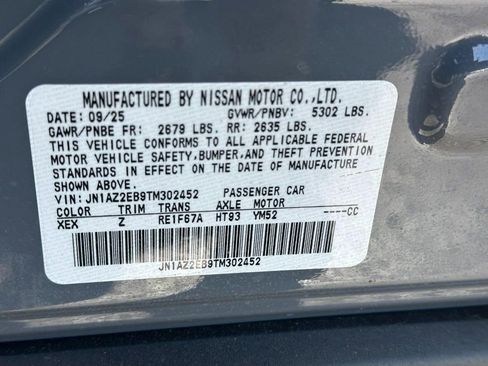 MANUFACTURED BY NISSAN MOTOR CO.,LTD.
DATE: 09/25 GVWR/PNBV: 5302 LBS.
GAWR/PNBE FR: 2679 LBS. RR: 2635 LBS.
THIS VEHICLE CONFORMS TO ALL APPLICABLE FEDERAL
MOTOR VEHICLE SAFETY, BUMPER, AND THEFT PREVENTION
STANDARDS IN EFFECT ON THE DATE OF MANUFACTURE
SHOWN ABOVE.
VIN: JN1AZ2EB9TM302452 PASSENGER CAR
COLOR TRIM TRANS AXLE MOTOR
XEX Z RE1F67A HT93 YM52 ----CC
JN1AZ2EB9TM302452